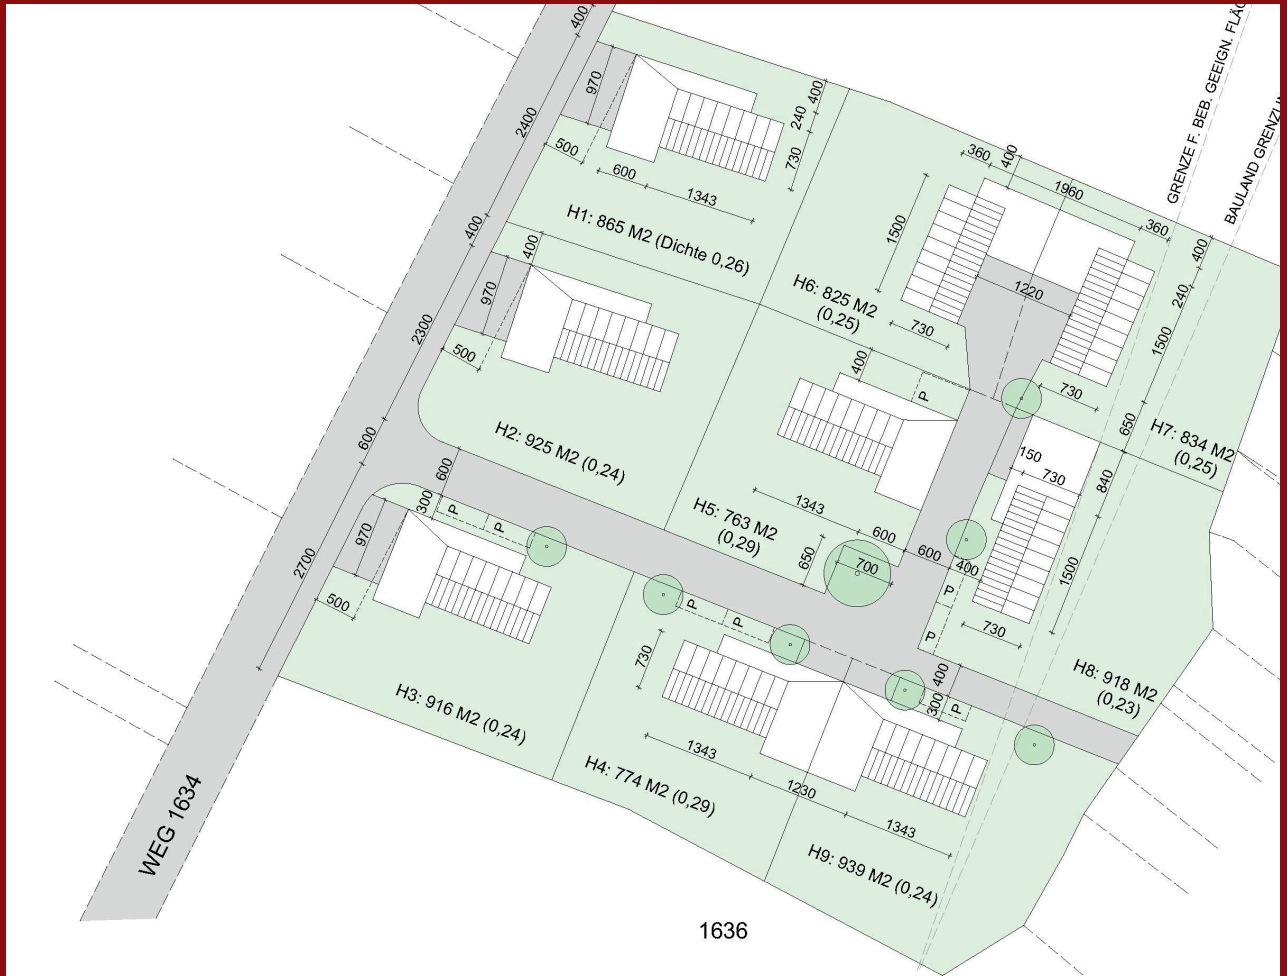 400
970
2400
500
600
1343
H1: 865 M2 (Dichte 0,26)
400
240
730
GRENZE F. BEB. GEEIGN.
BAULAND
360
400
1960
360
1500
400
240
1500
1220
H6: 825 M2
(0,25)
730
400
400
970
2300
500
H2: 925 M2 (0,24)
400
P
730
650
H7: 834 M2
(0,25)
150
730
840
600
600
1343
600
H5: 763 M2
(0,29)
650
700
600
400
1500
P
P
730
H8: 918 M2
(0,23)
300
P
P
970
2700
500
H3: 916 M2 (0,24)
P
P
730
400
300
P
1343
1230
1343
H4: 774 M2 (0,29)
H9: 939 M2 (0,24)
WEG 1634
1636